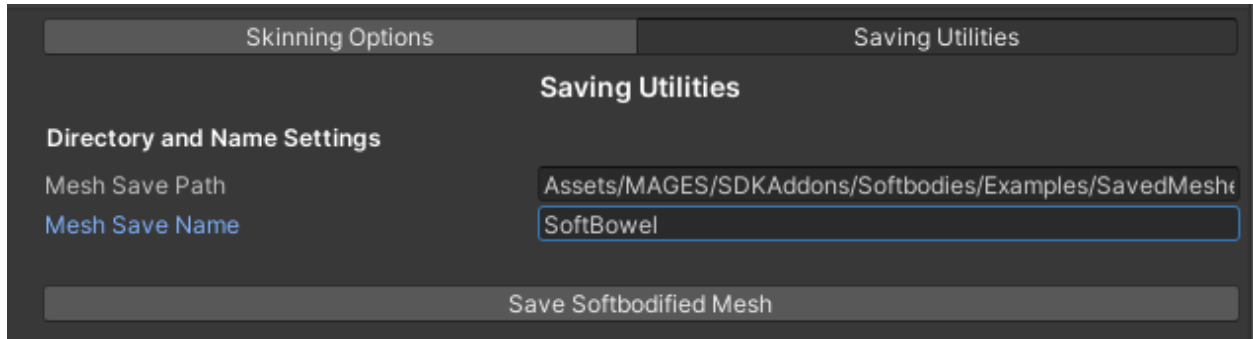 Skinning Options Saving Utilities
Saving Utilities
Directory and Name Settings
Mesh Save Path Assets/MAGES/SDKAddons/Softbodies/Examples/SavedMeshe
Mesh Save Name SoftBowel
Save Softbodified Mesh